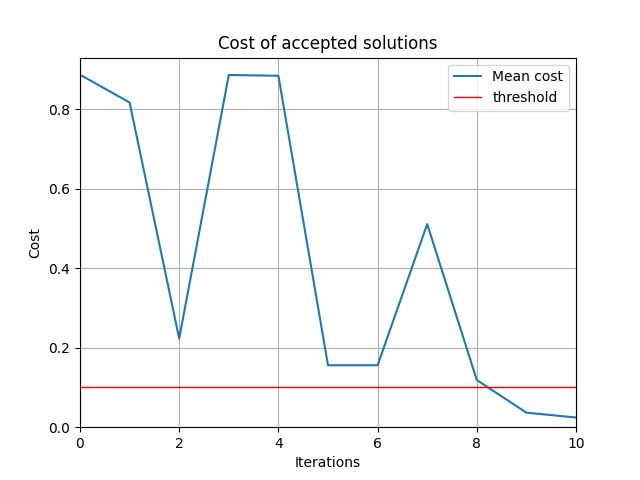 Cost of accepted solutions
Mean cost
threshold
Cost
0.8
0.6
0.4
0.2
0.0
0 2 4 6 8 10
Iterations